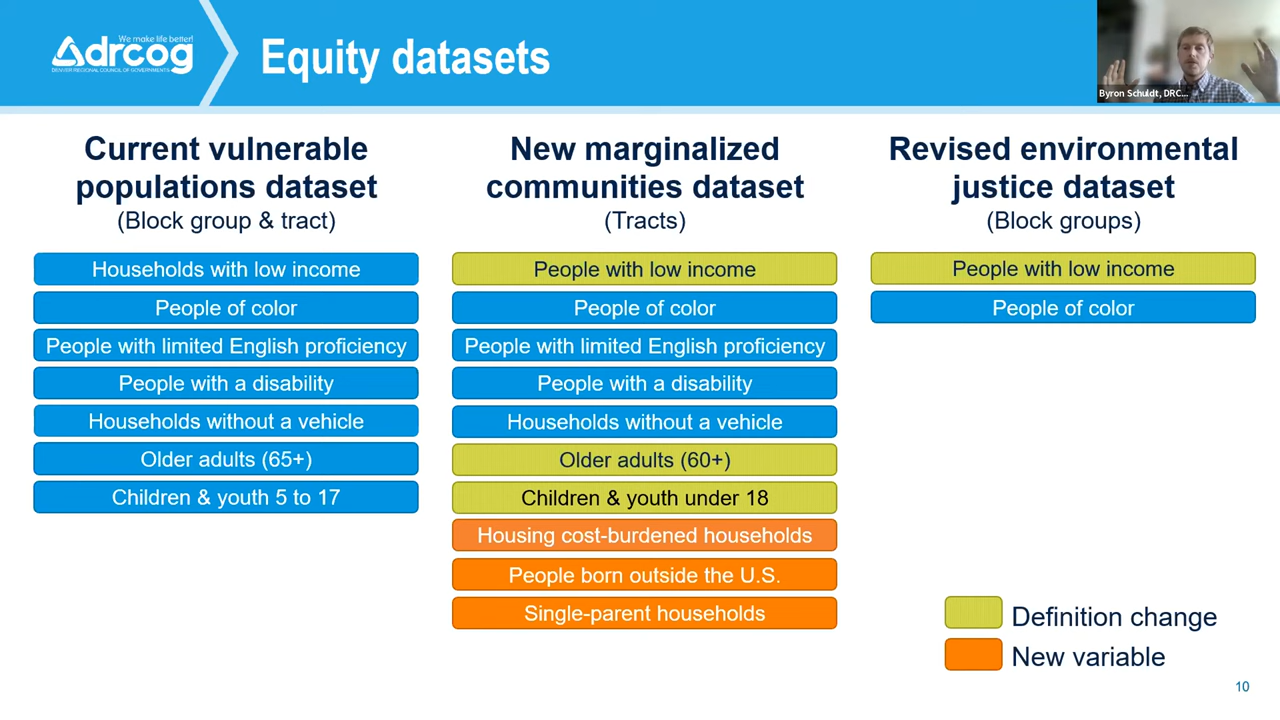 We make life better!
drcog
DENVER REGIONAL COUNCIL OF GOVERNMENTS
Equity datasets
Byron Schuldt, DRC...
Current vulnerable
populations dataset
(Block group & tract)
Households with low income
People of color
People with limited English proficiency
People with a disability
Households without a vehicle
Older adults (65+)
Children & youth 5 to 17
New marginalized
communities dataset
(Tracts)
People with low income
People of color
People with limited English proficiency
People with a disability
Households without a vehicle
Older adults (60+)
Children & youth under 18
Housing cost-burdened households
People born outside the U.S.
Single-parent households
Revised environmental
justice dataset
(Block groups)
People with low income
People of color
Definition change
New variable
10